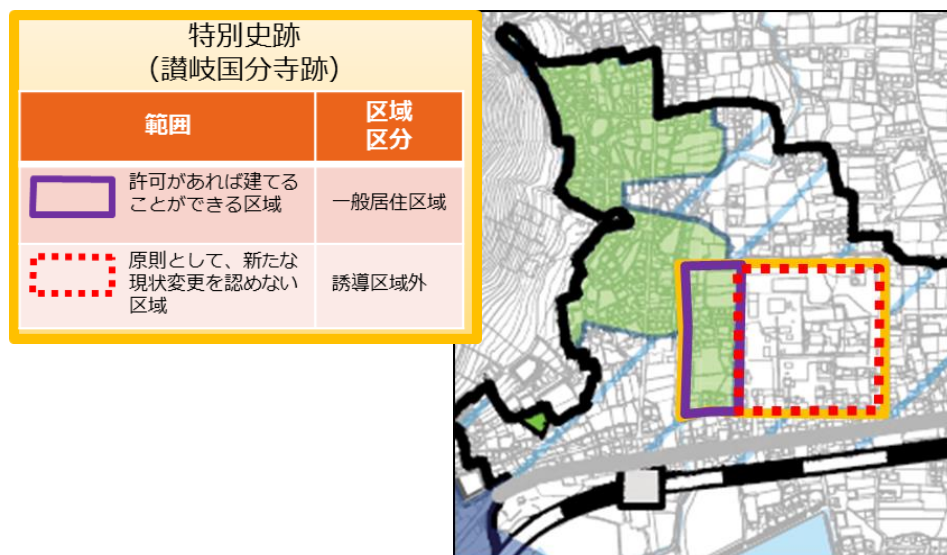 特別史跡
（讃岐国分寺跡）
範囲
区域
区分
許可があれば建てる
ことができる区域
一般居住区域
原則として、新たな
現状変更を認めない
区域
誘導区域外